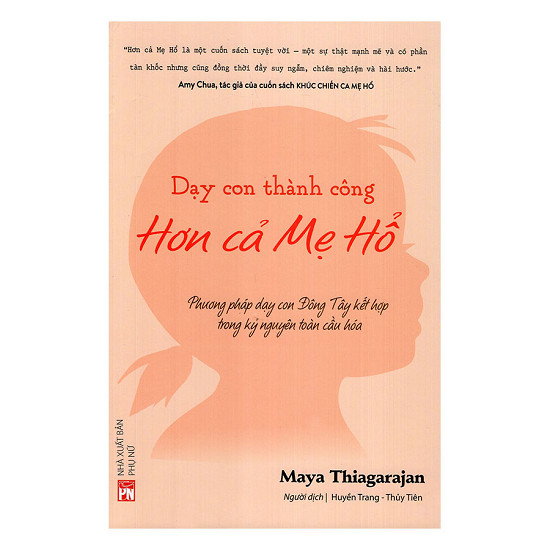 "Hơn cả Mẹ Hổ là một cuốn sách tuyệt vời – một sự thật mạnh mẽ và có phần
tàn khốc nhưng cũng đồng thời đầy suy ngẫm, chiêm nghiệm và hài hước."
Amy Chua, tác giả của cuốn sách KHÚC CHIẾN CA MẸ HỔ
Dạy con thành công
Hơn cả Mẹ Hổ
Phương pháp dạy con Đông Tây kết hợp
trong kỷ nguyên toàn cầu hóa
NHÀ XUẤT BẢN
PHỤ NỮ
PN
Maya Thiagarajan
Người dịch | Huyền Trang - Thủy Tiên